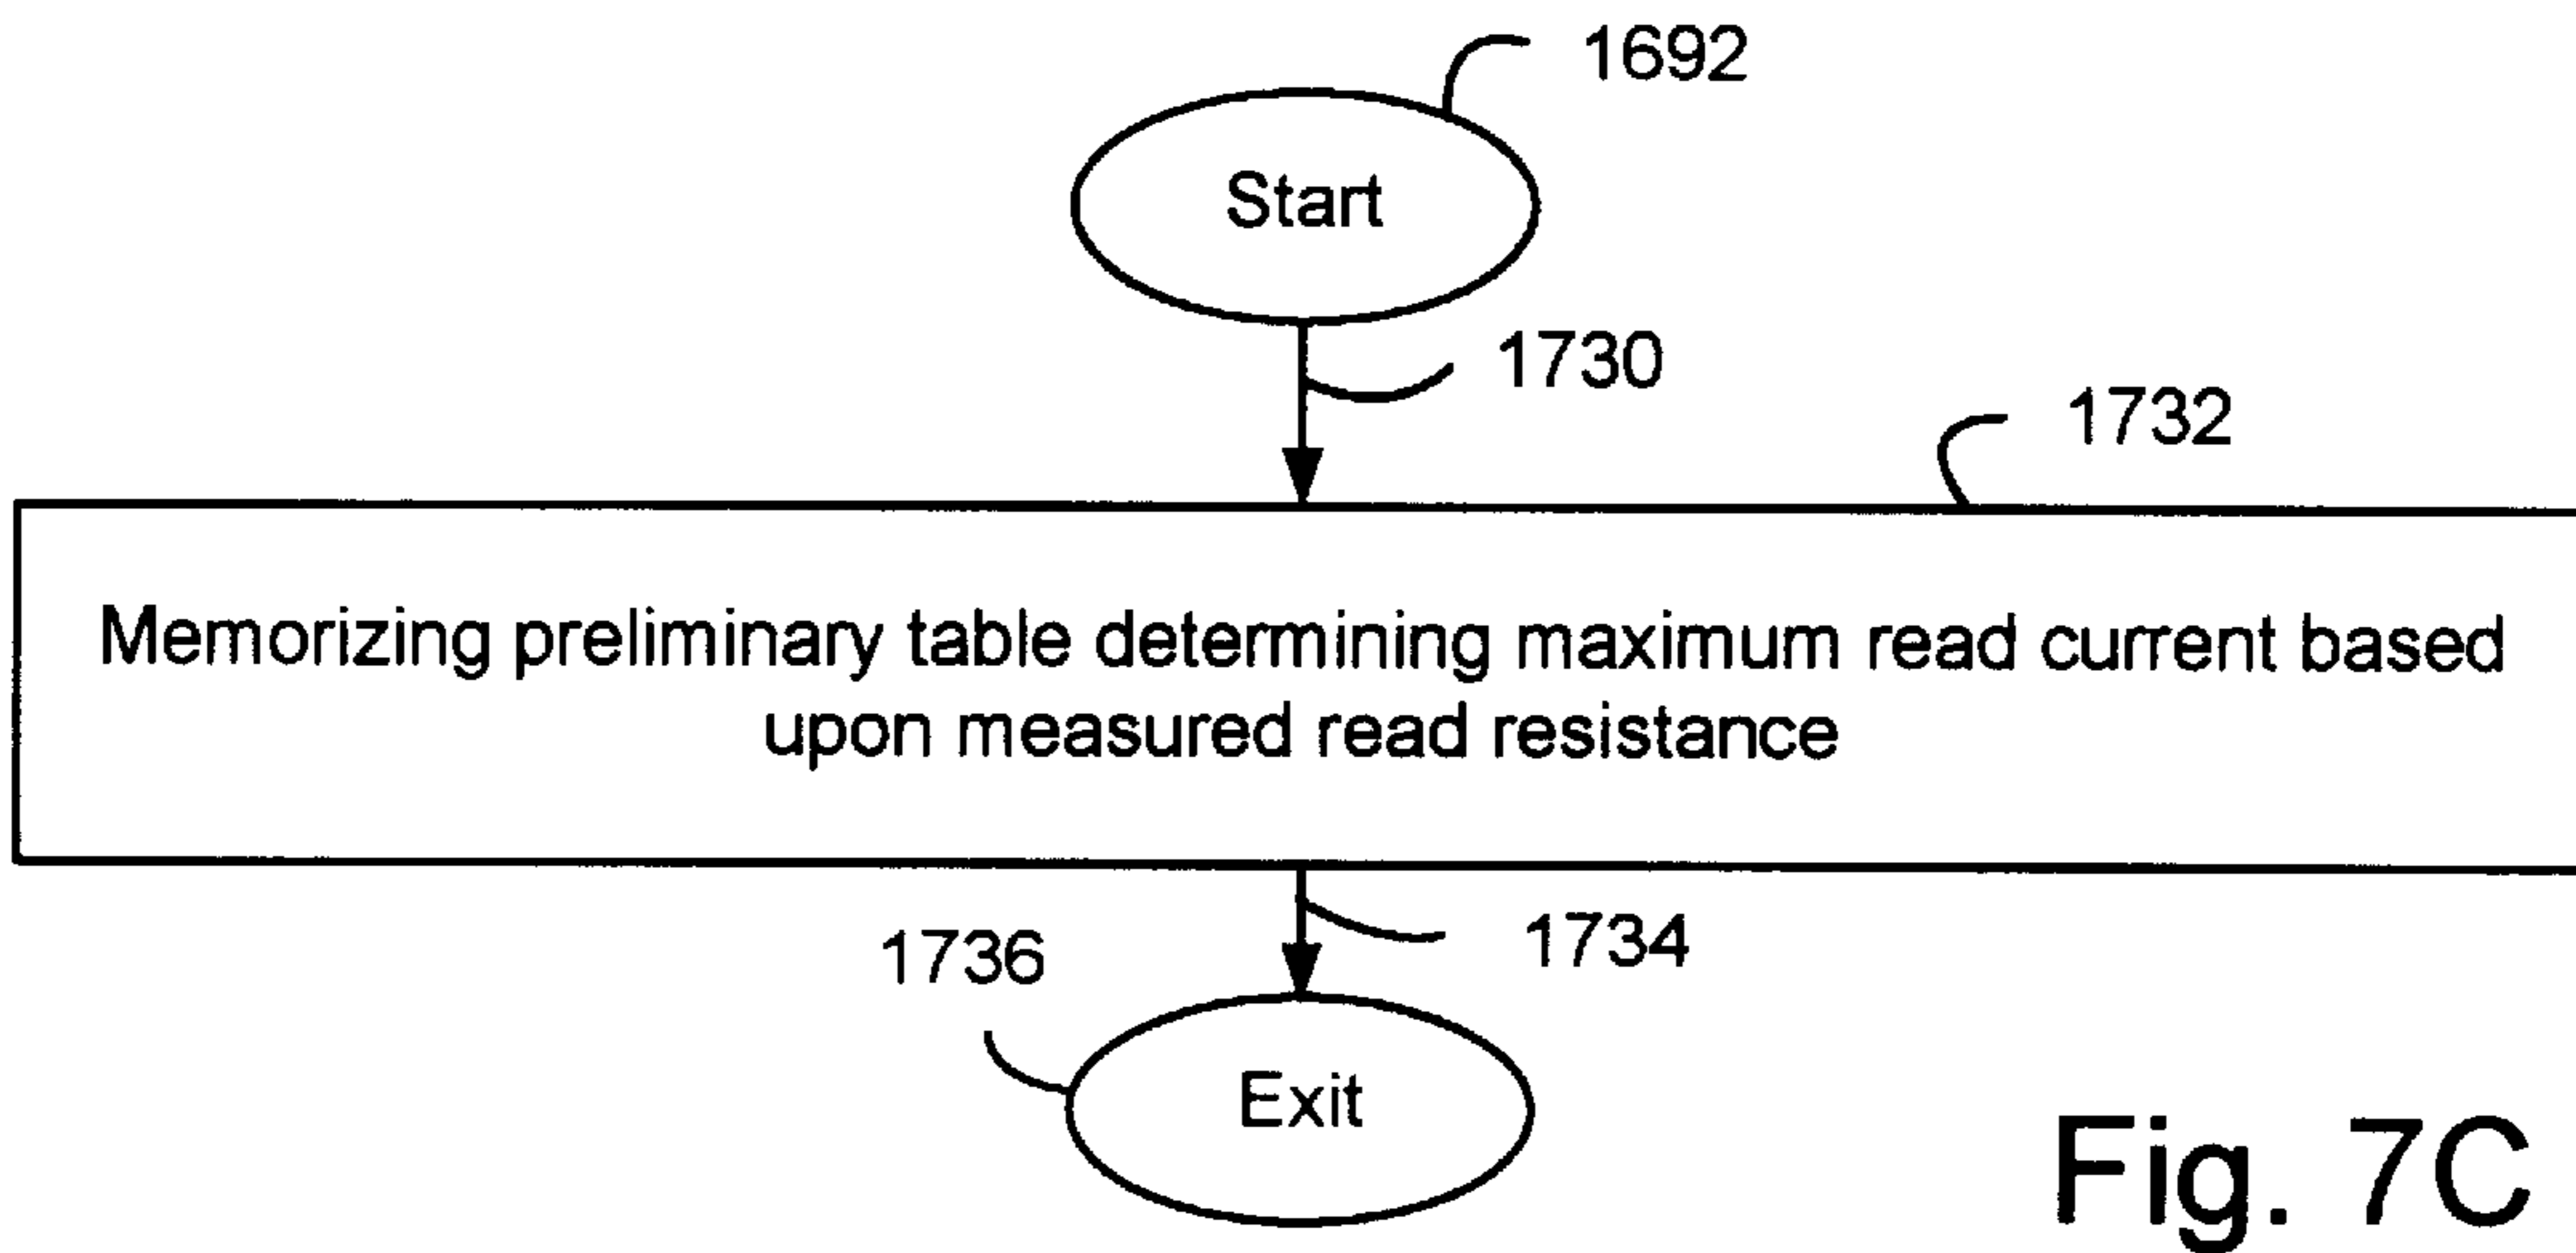 1692
Start
1730
1732
Memorizing preliminary table determining maximum read current based
upon measured read resistance
1734
1736
Exit
Fig. 7C